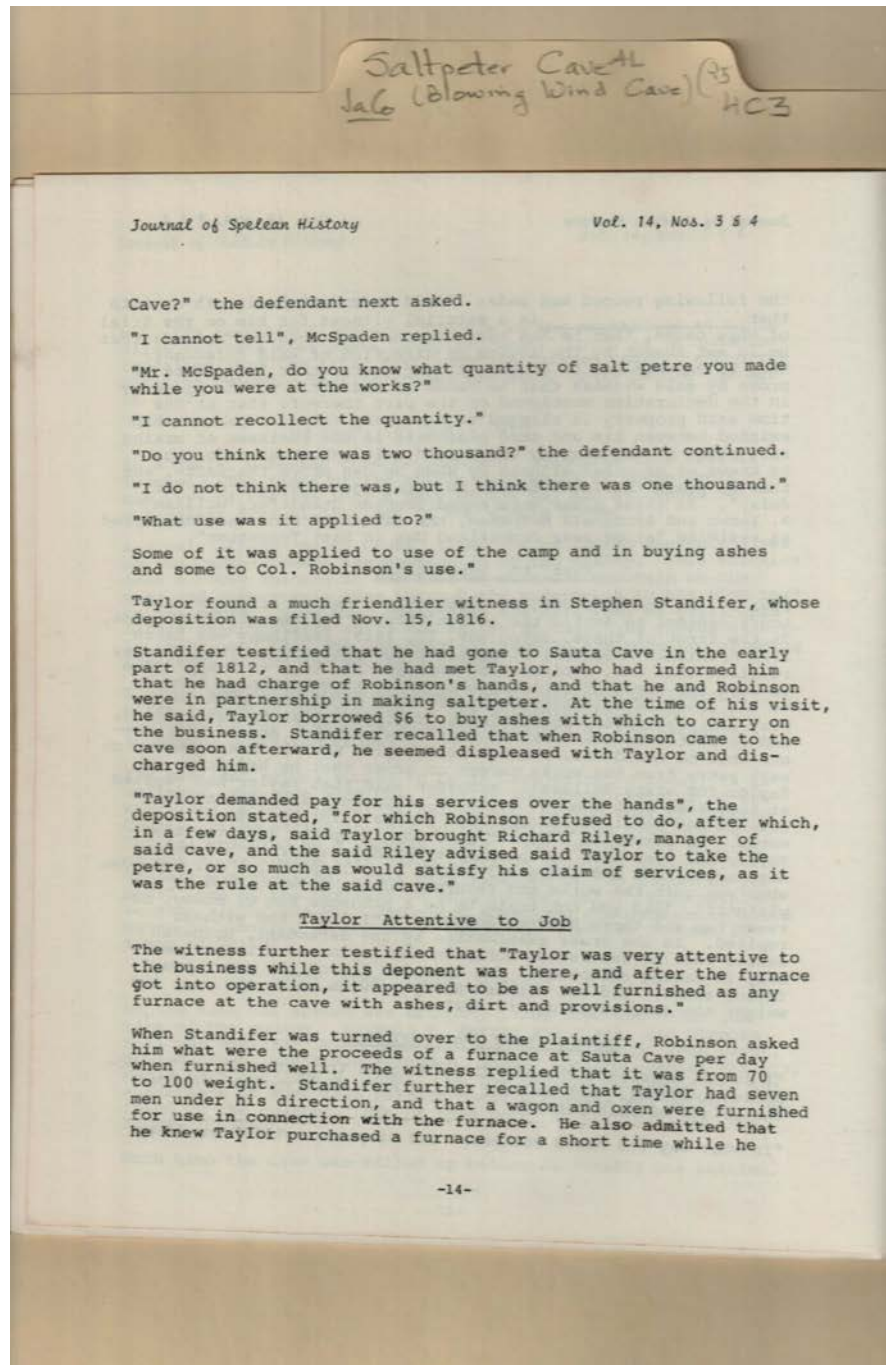 Saltpeter Cave AL
JaCo (Blowing Wind Cave)
4C3
Journal of Spelean History Vol. 14, Nos. 3 & 4
Cave?" the defendant next asked.
"I cannot tell", McSpaden replied.
"Mr. McSpaden, do you know what quantity of salt petre you made
while you were at the works?"
"I cannot recollect the quantity."
"Do you think there was two thousand?" the defendant continued.
"I do not think there was, but I think there was one thousand."
"What use was it applied to?"
Some of it was applied to use of the camp and in buying ashes
and some to Col. Robinson's use."
Taylor found a much friendlier witness in Stephen Standifer, whose
deposition was filed Nov. 15, 1816.
Standifer testified that he had gone to Sauta Cave in the early
part of 1812, and that he had met Taylor, who had informed him
that he had charge of Robinson's hands, and that he and Robinson
were in partnership in making saltpeter. At the time of his visit,
he said, Taylor borrowed $6 to buy ashes with which to carry on
the business. Standifer recalled that when Robinson came to the
cave soon afterward, he seemed displeased with Taylor and dis-
charged him.
"Taylor demanded pay for his services over the hands", the
deposition stated, "for which Robinson refused to do, after which,
in a few days, said Taylor brought Richard Riley, manager of
said cave, and the said Riley advised said Taylor to take the
petre, or so much as would satisfy his claim of services, as it
was the rule at the said cave."
Taylor Attentive to Job
The witness further testified that "Taylor was very attentive to
the business while this deponent was there, and after the furnace
got into operation, it appeared to be as well furnished as any
furnace at the cave with ashes, dirt and provisions."
When Standifer was turned over to the plaintiff, Robinson asked
him what were the proceeds of a furnace at Sauta Cave per day
when furnished well. The witness replied that it was from 70
to 100 weight. Standifer further recalled that Taylor had seven
men under his direction, and that a wagon and oxen were furnished
for use in connection with the furnace. He also admitted that
he knew Taylor purchased a furnace for a short time while he
-14-